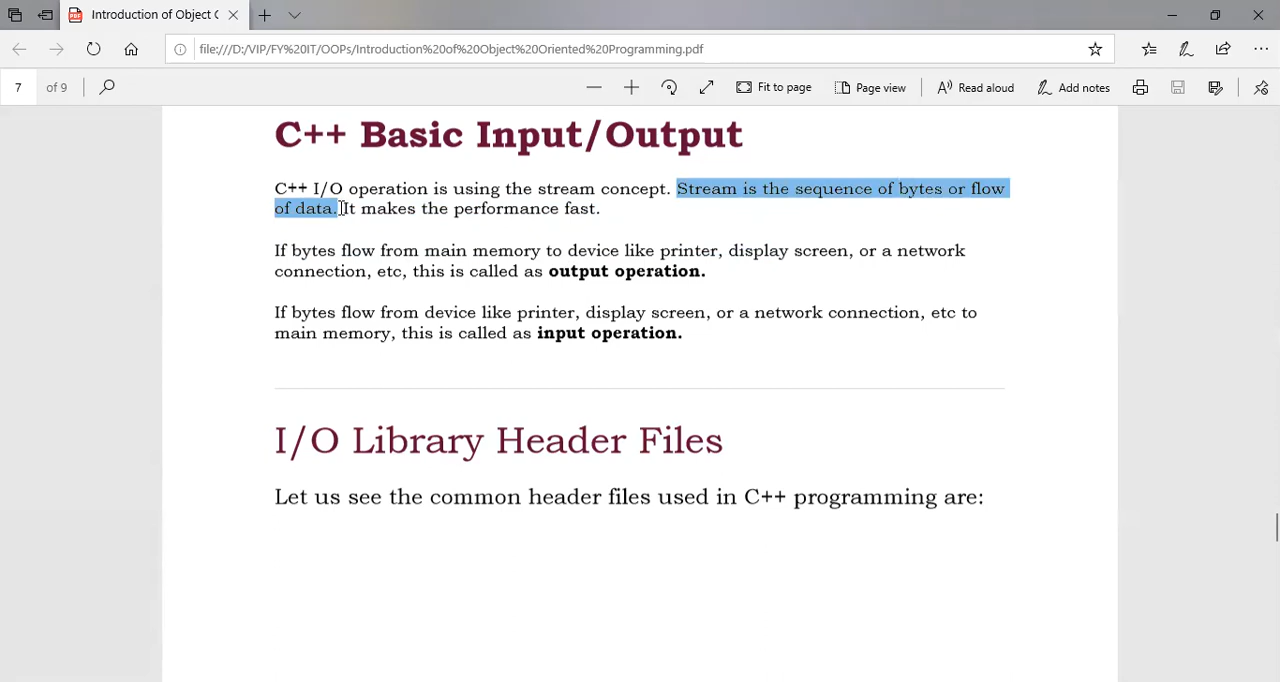 Introduction of Object C
file:///D:/VIP/FY%20IT/OOPs/Introduction%20of%20Object%20Oriented%20Programming.pdf
7 of 9
Fit to page
Page view
Read aloud
Add notes
C++ Basic Input/Output
C++ I/O operation is using the stream concept. Stream is the sequence of bytes or flow
of data. It makes the performance fast.
If bytes flow from main memory to device like printer, display screen, or a network
connection, etc, this is called as output operation.
If bytes flow from device like printer, display screen, or a network connection, etc to
main memory, this is called as input operation.
I/O Library Header Files
Let us see the common header files used in C++ programming are: